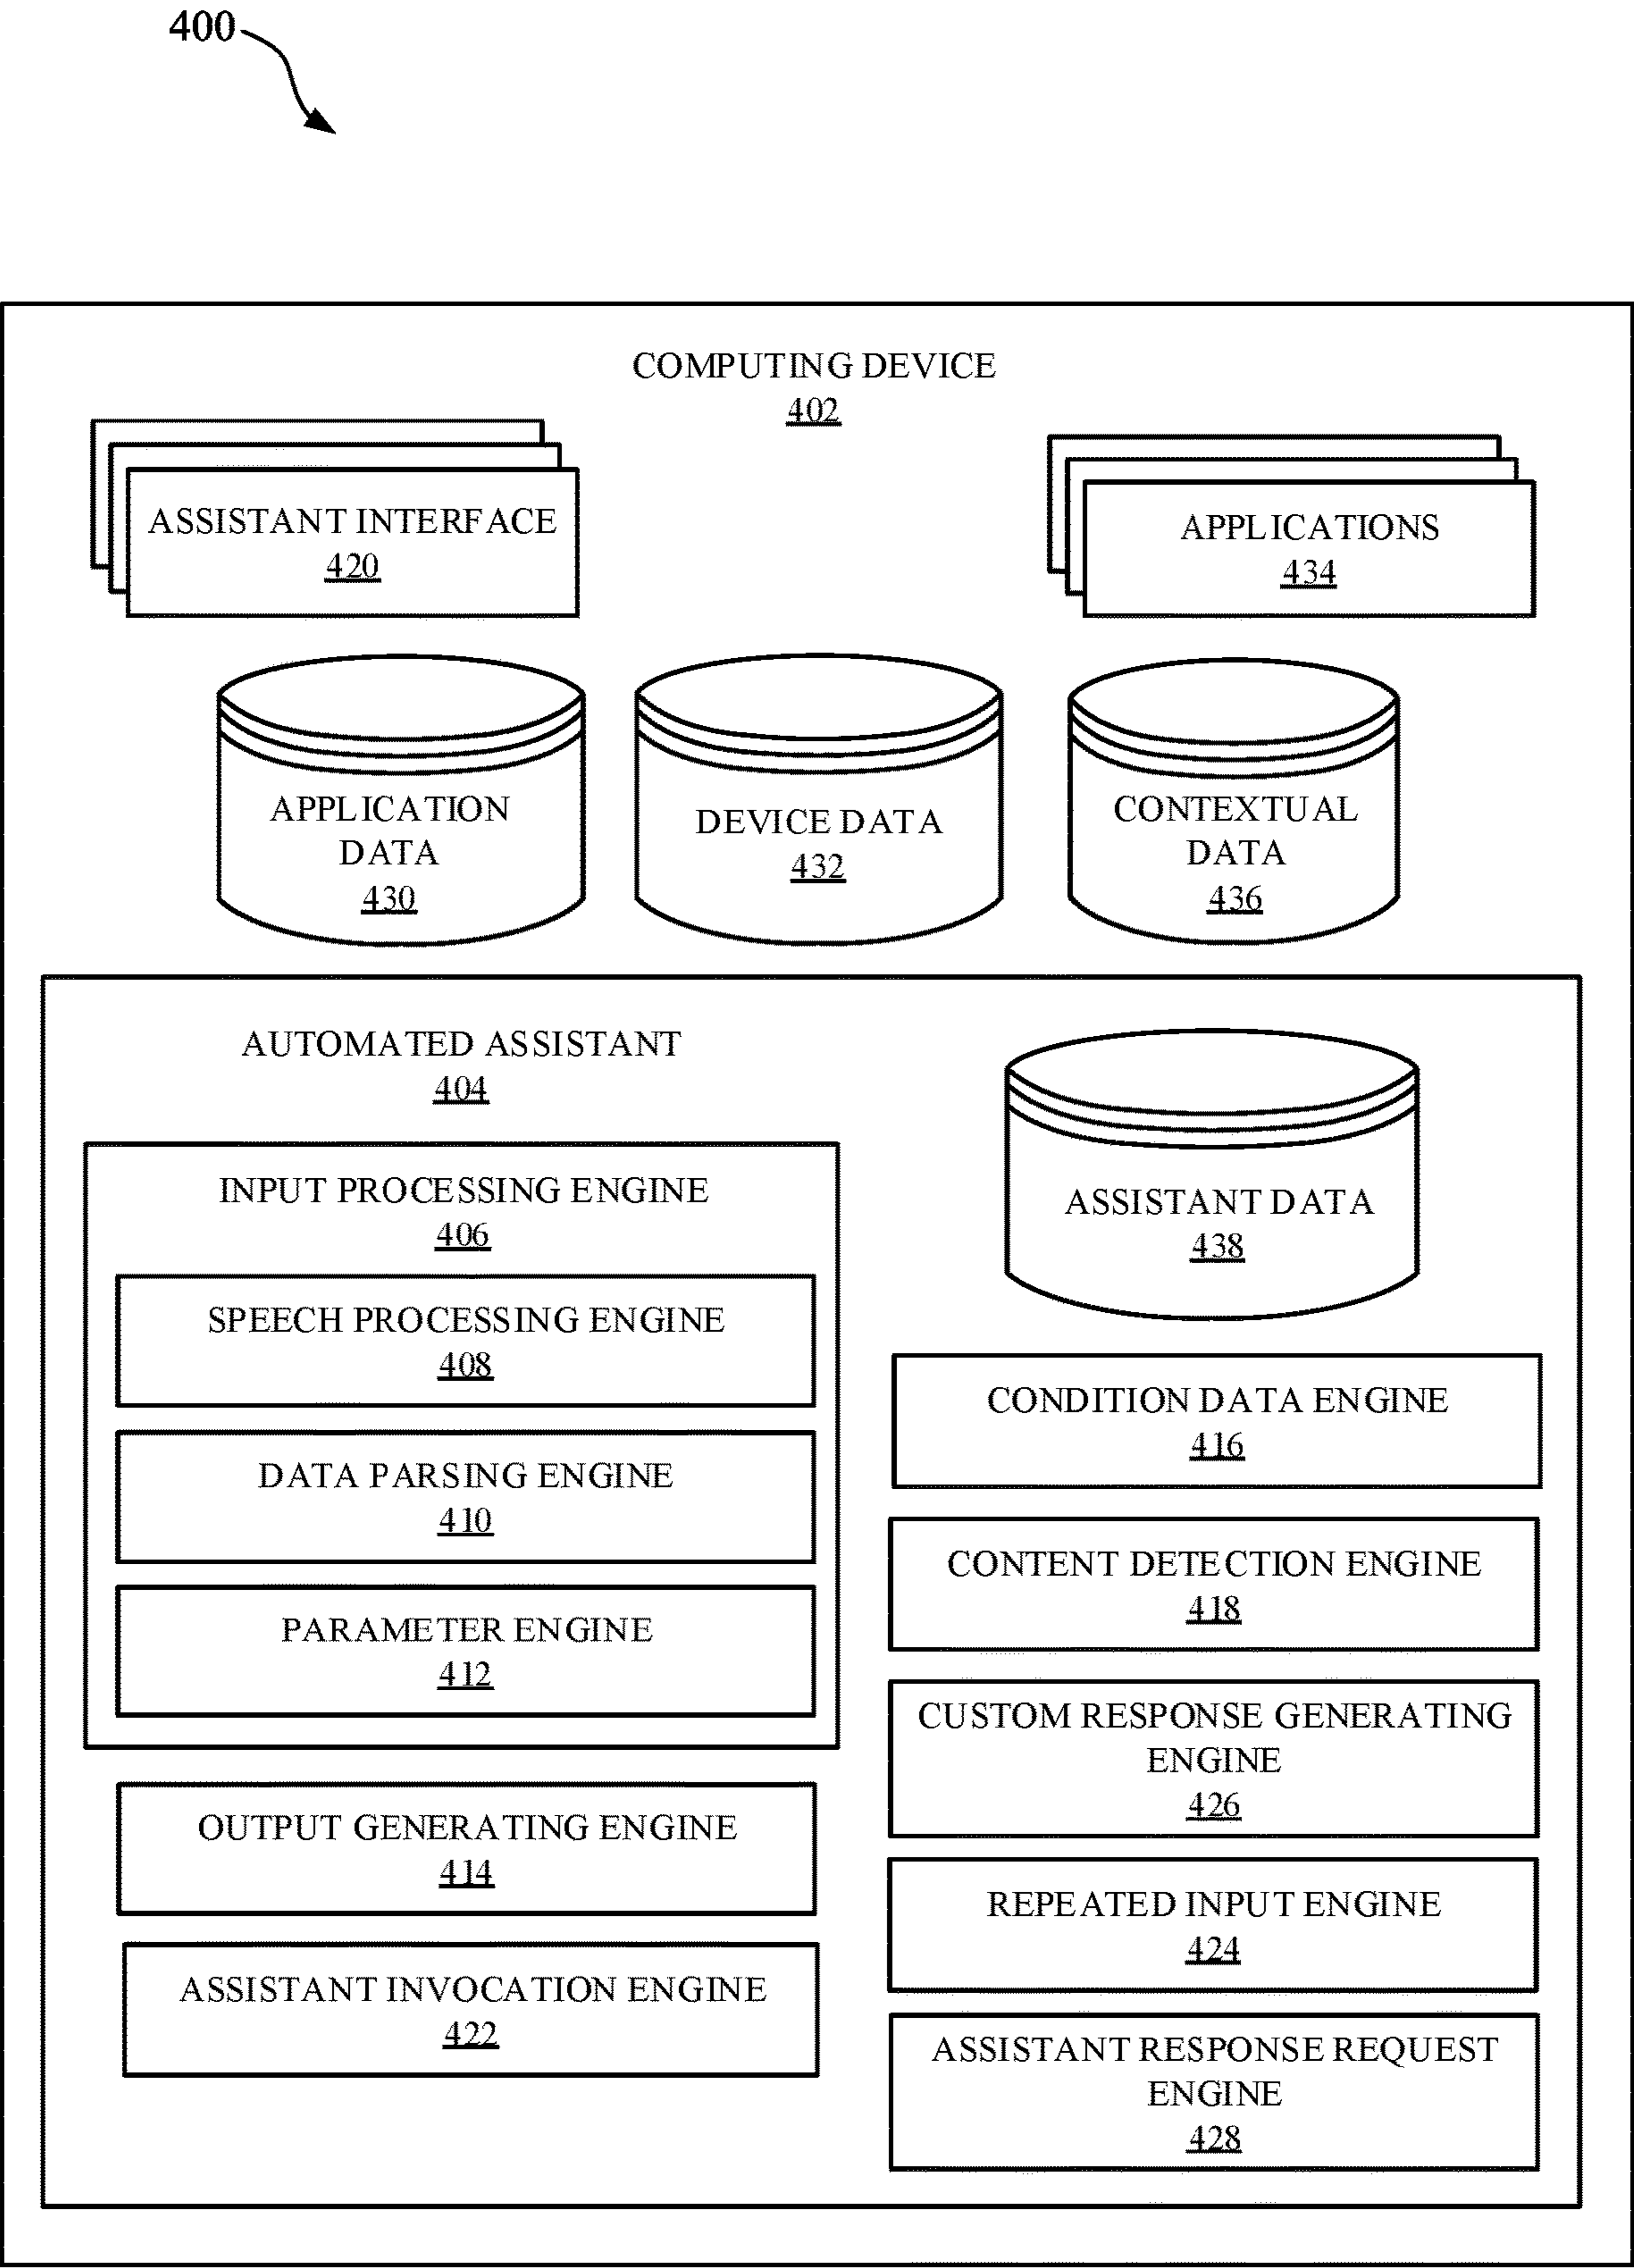 400
COMPUTING DEVICE
402
ASSISTANT INTERFACE
420
APPLICATIONS
434
APPLICATION
DATA
430
DEVICE DATA
432
CONTEXTUAL
DATA
436
AUTOMATED ASSISTANT
404
INPUT PROCESSING ENGINE
406
SPEECH PROCESSING ENGINE
408
DATA PARSING ENGINE
410
PARAMETER ENGINE
412
OUTPUT GENERATING ENGINE
414
ASSISTANT INVOCATION ENGINE
422
ASSISTANT DATA
438
CONDITION DATA ENGINE
416
CONTENT DETECTION ENGINE
418
CUSTOM RESPONSE GENERATING
ENGINE
426
REPEATED INPUT ENGINE
424
ASSISTANT RESPONSE REQUEST
ENGINE
428